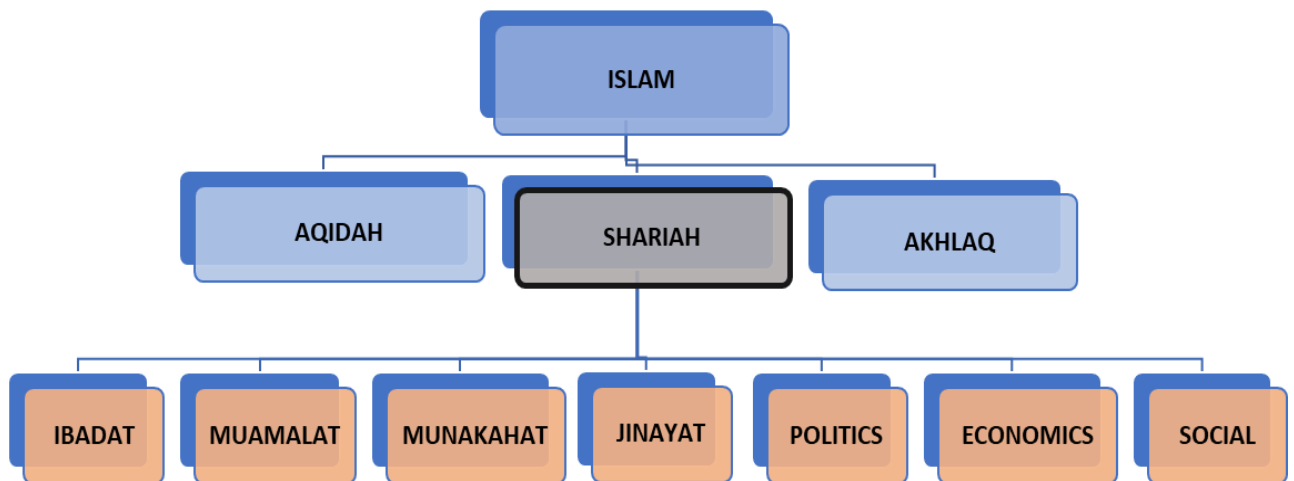 ISLAM
AQIDAH
SHARIAH
AKHLAQ
IBADAT
MUAMALAT
MUNAKAHAT
JINAYAT
POLITICS
ECONOMICS
SOCIAL